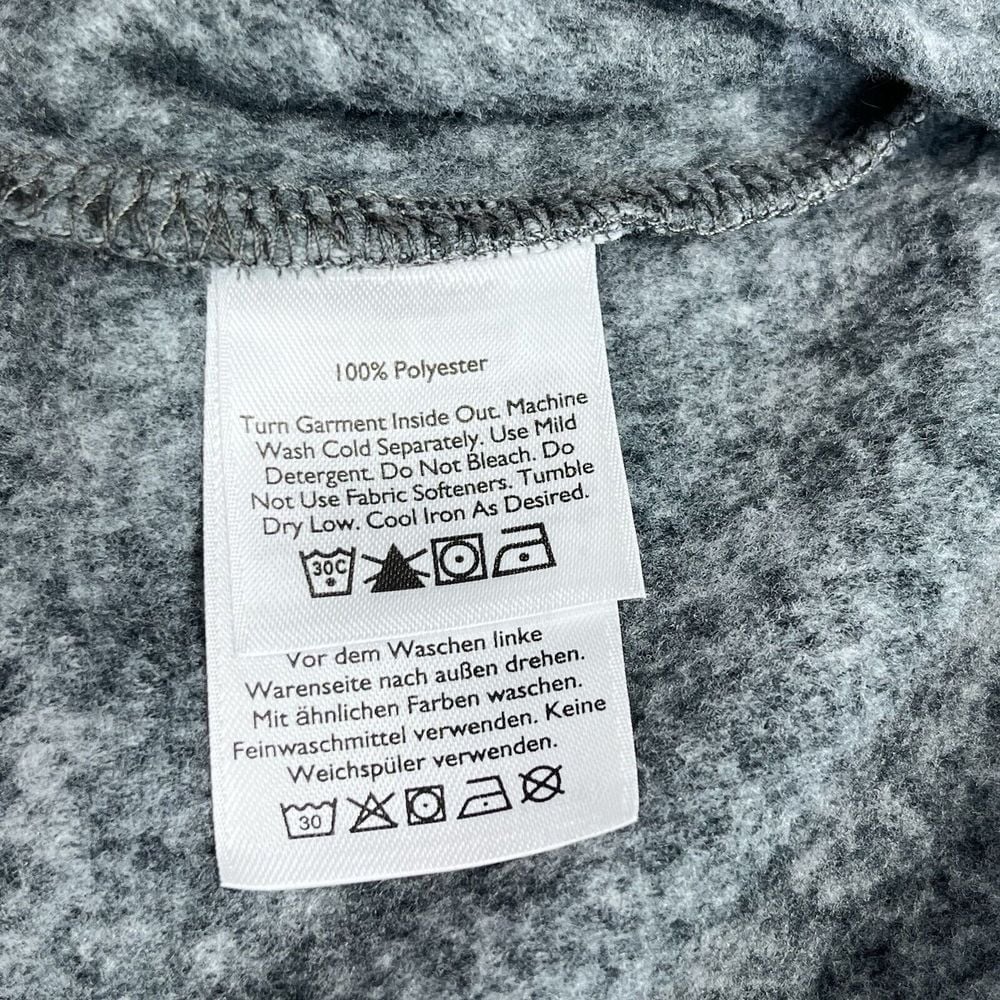 100% Polyester
Turn Garment Inside Out. Machine
Wash Cold Separately. Use Mild
Detergent. Do Not Bleach. Do
Not Use Fabric Softeners. Tumble
Dry Low. Cool Iron As Desired.
30C
Vor dem Waschen linke
Warenseite nach außen drehen.
Mit ähnlichen Farben waschen.
Feinwaschmittel verwenden. Keine
Weichspüler verwenden.
30